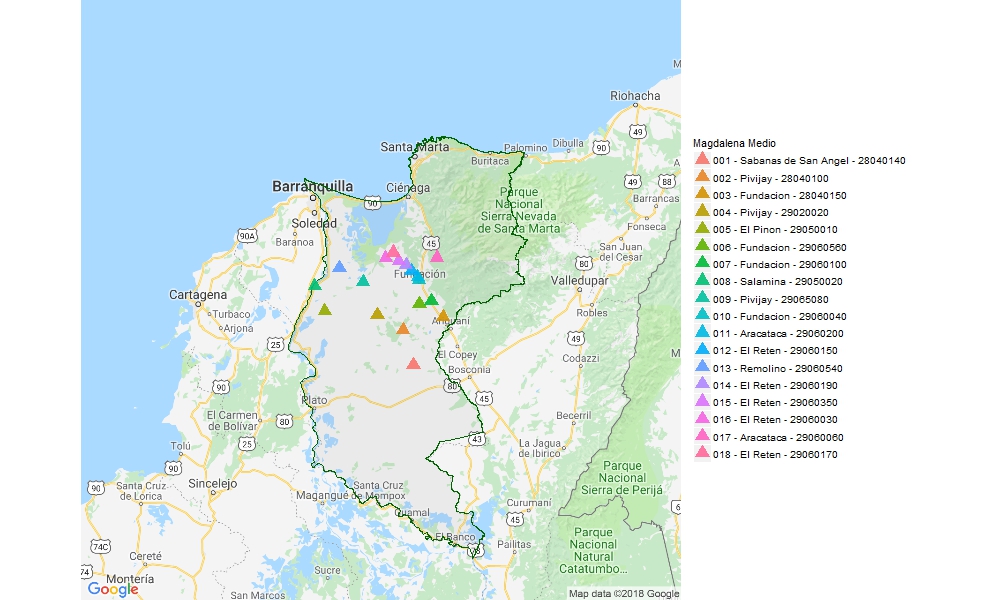 M
Riohacha
49
Santa Marta
Palomino
Dibulla
90
Buritaca
A
Barranquilla
Ciénaga
49
88
90
Parque
Nacional
Sierra Nevada
de Santa Marta
Barrancas
Soledad
Fonseca
90A
Baranoa
45
San Juan
del Cesar
80
Fundación
Valledupar
Cartagena
Turbaco
Arjona
Robles
Ariguaní
25
49
El Copey
Codazzi
M
Bosconia
90
80
Plato
45
El Carmen
de Bolívar
80
Becerril
25
43
Tolú
La Jagua
de Ibirico
90
Parque
Nacional
Sierra de Perijá
90
Santa Cruz
de Lorica
Sincelejo
Santa Cruz
de Mompox
Magangué
Curumaní
6
Guamal
45
74C
El Banco
Pailitas
Parque
Nacional
Natural
Catatumbo...
Cereté
78
74
Sucre
Montería
Google
San Marcos
Map data ©2018 Google
Magdalena Medio
001 - Sabanas de San Angel - 28040140
002 - Pivijay - 28040100
003 - Fundacion - 28040150
004 - Pivijay - 29020020
005 - El Pinon - 29050010
006 - Fundacion - 29060560
007 - Fundacion - 29060100
008 - Salamina - 29050020
009 - Pivijay - 29065080
010 - Fundacion - 29060040
011 - Aracataca - 29060200
012 - El Reten - 29060150
013 - Remolino - 29060540
014 - El Reten - 29060190
015 - El Reten - 29060350
016 - El Reten - 29060030
017 - Aracataca - 29060060
018 - El Reten - 29060170